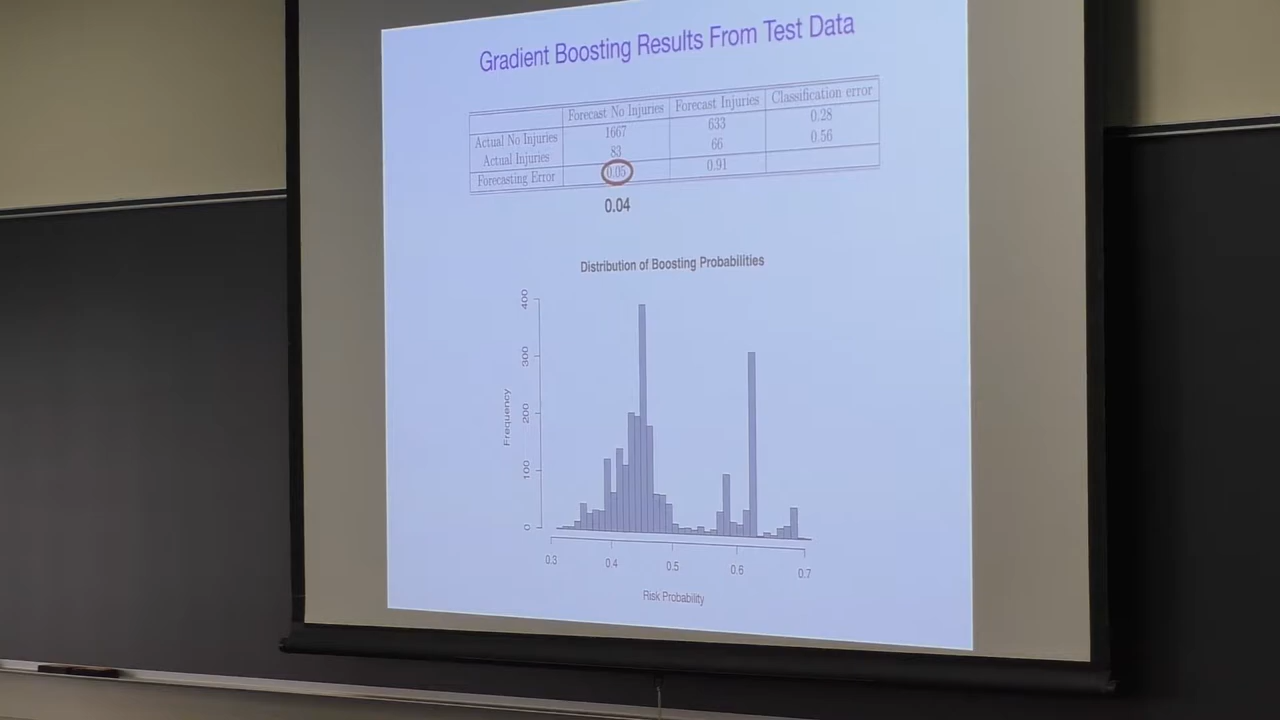 Gradient Boosting Results From Test Data
Forecast No Injuries Forecast Injuries Classification error
Actual No Injuries 1667 633 0.28
Actual Injuries 83 66 0.56
Forecasting Error 0.05 0.91
0.04
Distribution of Boosting Probabilities
400
300
200
100
0
Frequency
0.3 0.4 0.5 0.6 0.7
Risk Probability